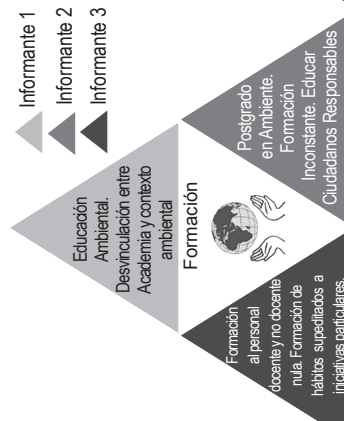 Informante 1
Informante 2
Informante 3
Educación
Ambiental.
Desvinculación entre
Academia y contexto
ambiental
Formación
Formación
al personal
docente y no docente
nula. Formación de
hábitos supeditados a
iniciativas particulares.
Postgrado
en Ambiente.
Formación
Inconstante. Educar
Ciudadanos Responsables